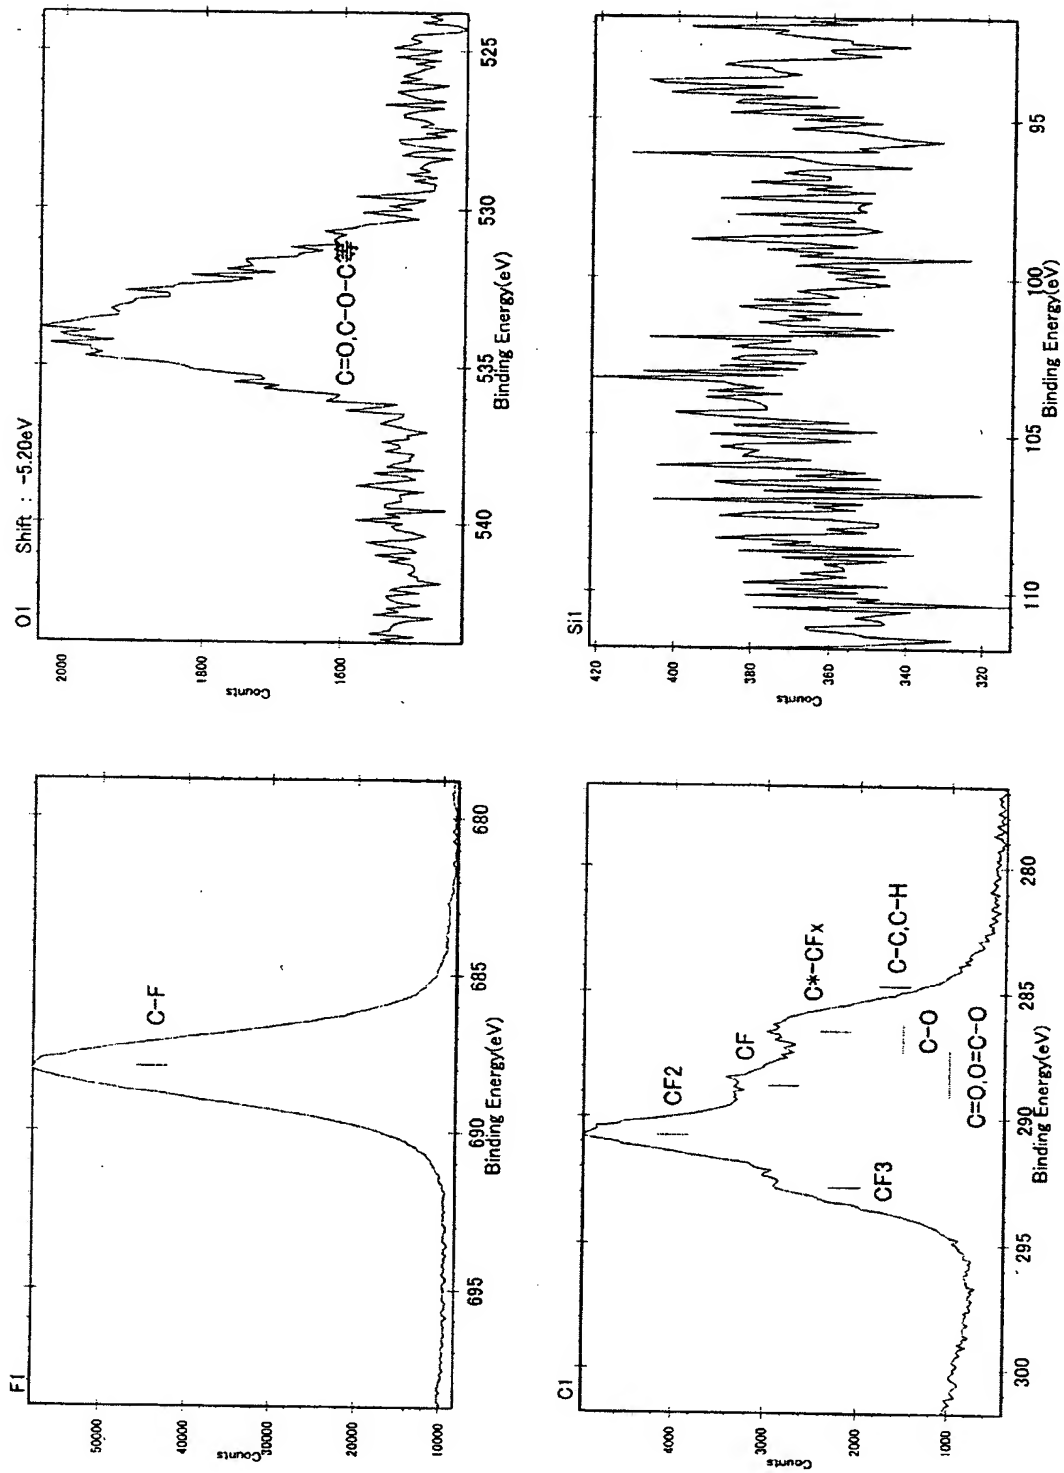 F1
50000
40000
30000
20000
10000
Counts
C-F
695
690
685
680
Binding Energy(eV)
O1 Shift : -5.20eV
2000
1800
1600
Counts
C=O,C-O-C等
540
535
530
525
Binding Energy(eV)
C1
4000
3000
2000
1000
Counts
CF3
CF2
CF
C*-CFx
C-C,C-H
C-O
C=O,O=C-O
300
295
290
285
280
Binding Energy(eV)
Si1
420
400
380
360
340
320
Counts
110
105
100
95
Binding Energy(eV)